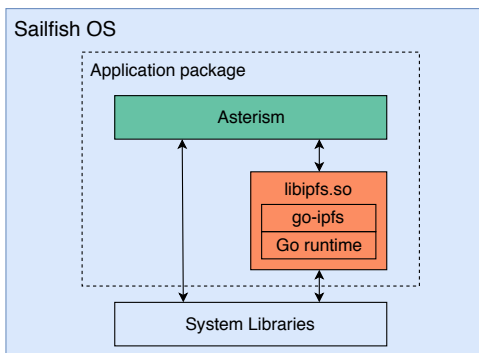 Sailfish OS
Application package
Asterism
libipfs.so
go-ipfs
Go runtime
System Libraries